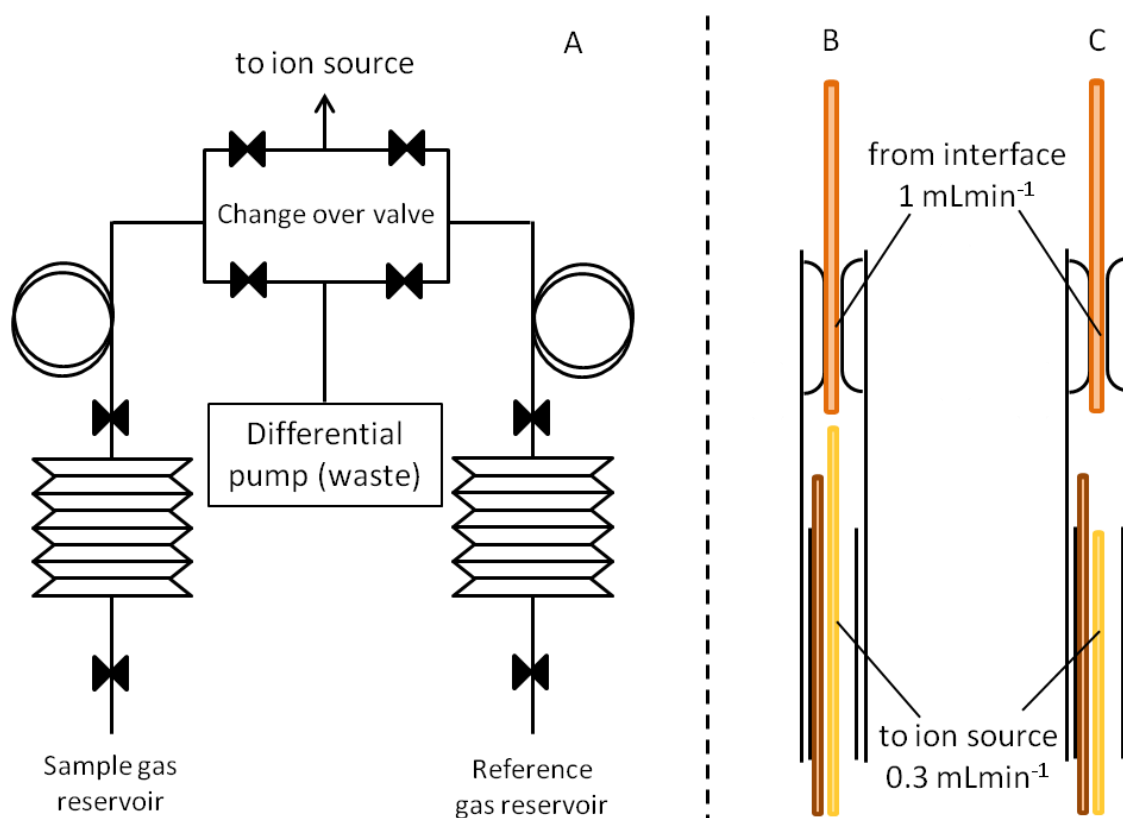 A
to ion source
Change over valve
Differential
pump (waste)
Sample gas
reservoir
Reference
gas reservoir
B
C
from interface
1 mLmin⁻¹
to ion source
0.3 mLmin⁻¹